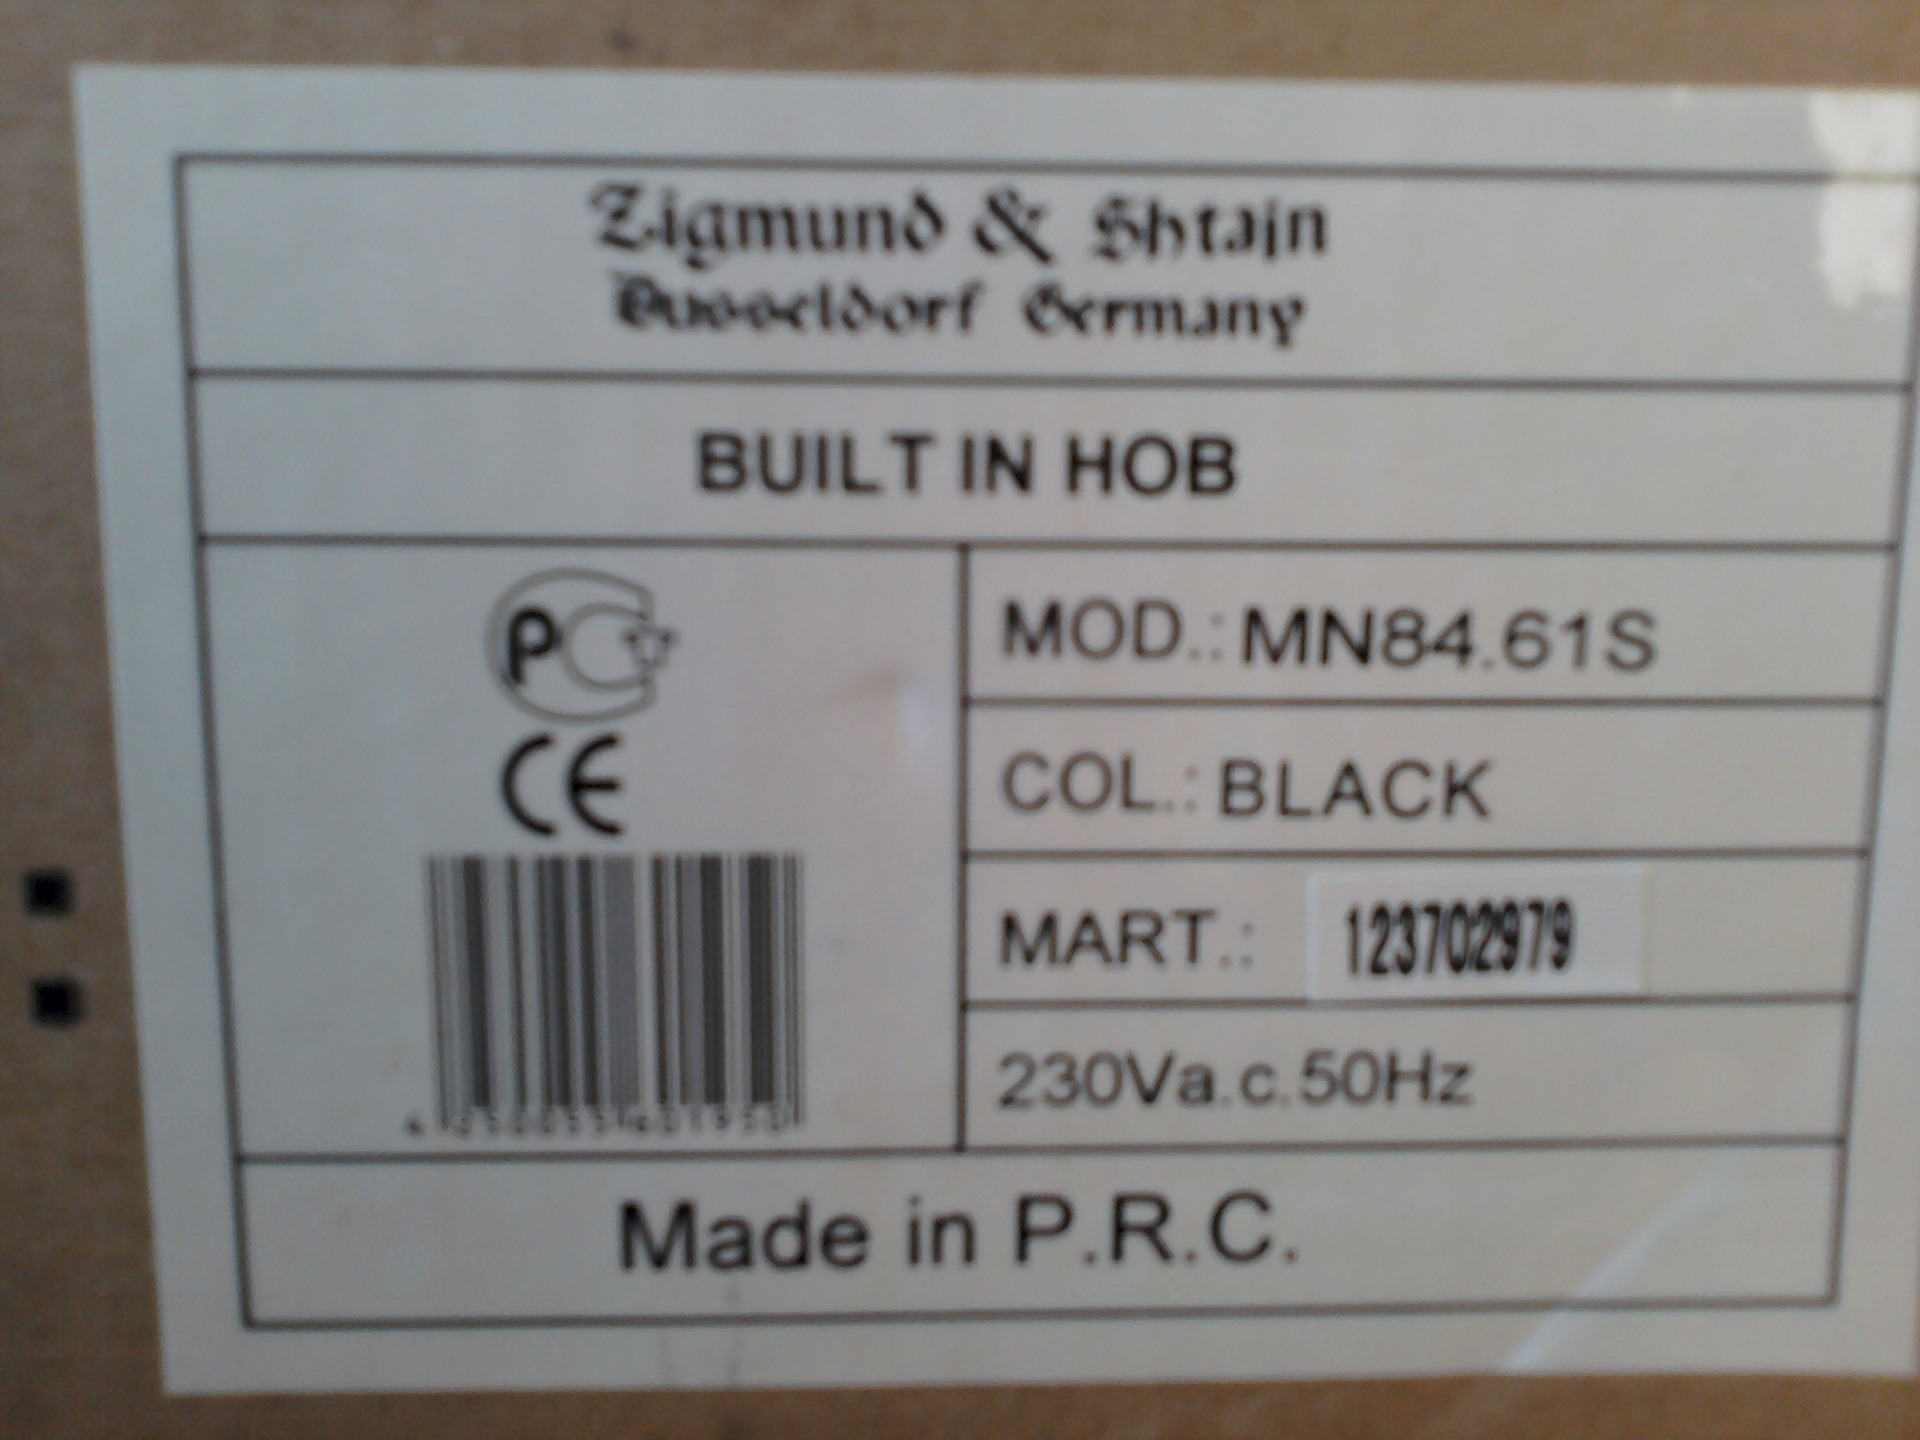 Zigmund & Shtain
Dusseldorf Germany
BUILT IN HOB
P
CE
MOD.: MN84.61S
COL.: BLACK
MART.: 123702979
230Va.c.50Hz
Made in P.R.C.